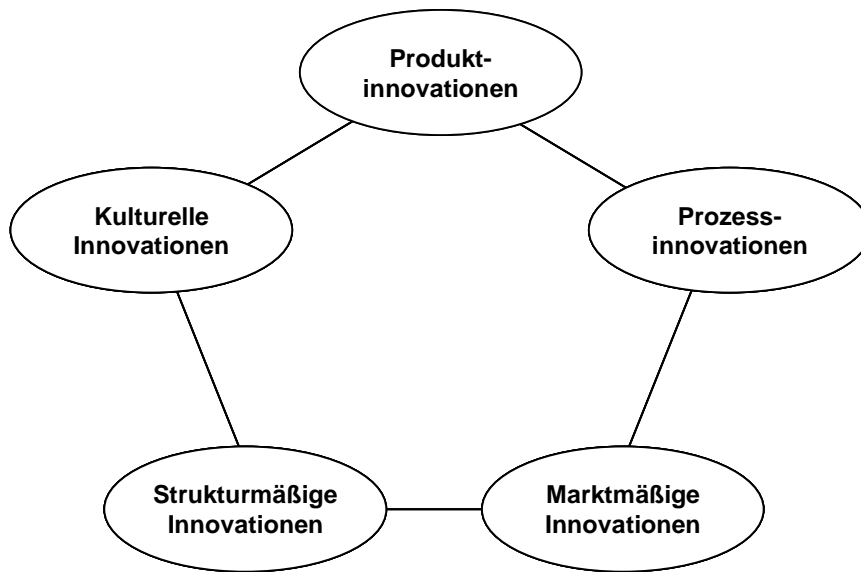 Produkt-
innovationen
Kulturelle
Innovationen
Prozess-
innovationen
Strukturmäßige
Innovationen
Marktmäßige
Innovationen